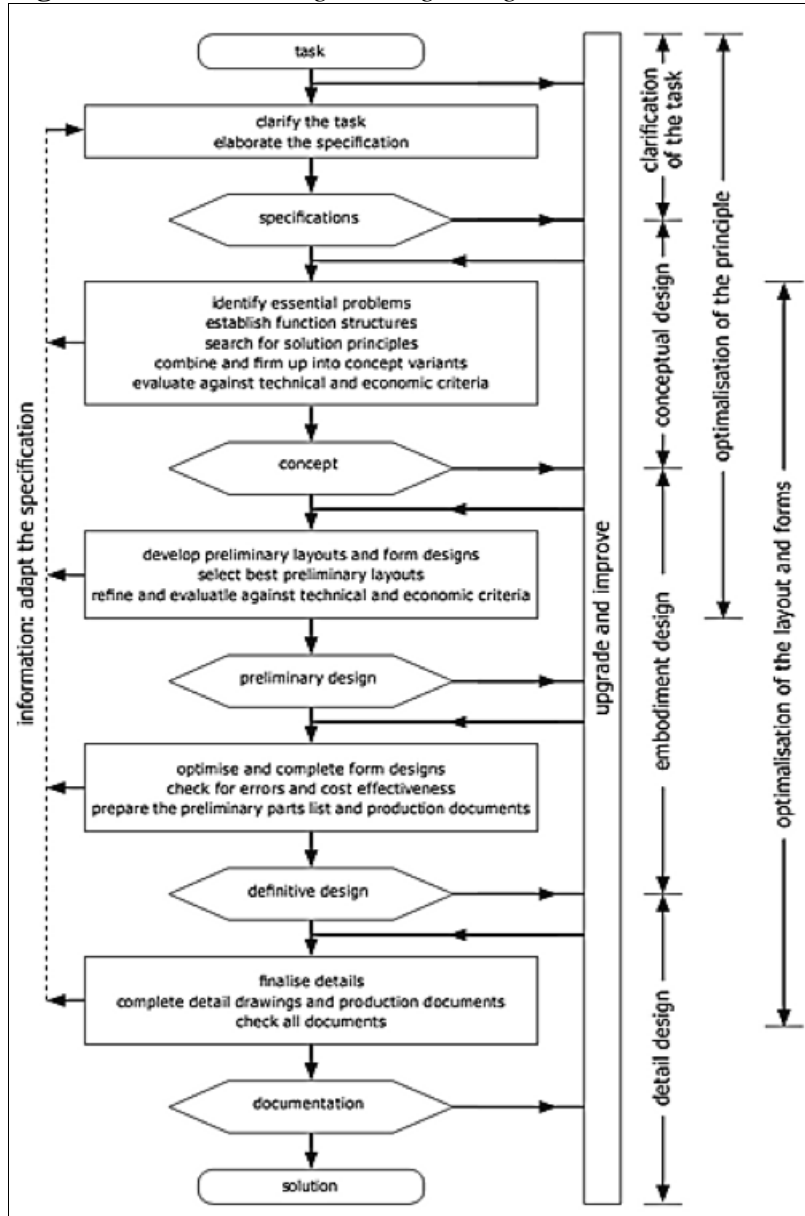 task
clarify the task
elaborate the specification
specifications
identify essential problems
establish function structures
search for solution principles
combine and firm up into concept variants
evaluate against technical and economic criteria
concept
develop preliminary layouts and form designs
select best preliminary layouts
refine and evaluatle against technical and economic criteria
preliminary design
optimise and complete form designs
check for errors and cost effectiveness
prepare the preliminary parts list and production documents
definitive design
finalise details
complete detail drawings and production documents
check all documents
documentation
solution
information: adapt the specification
upgrade and improve
clarification
of the task
conceptual design
embodiment design
detail design
optimalisation of the principle
optimalisation of the layout and forms